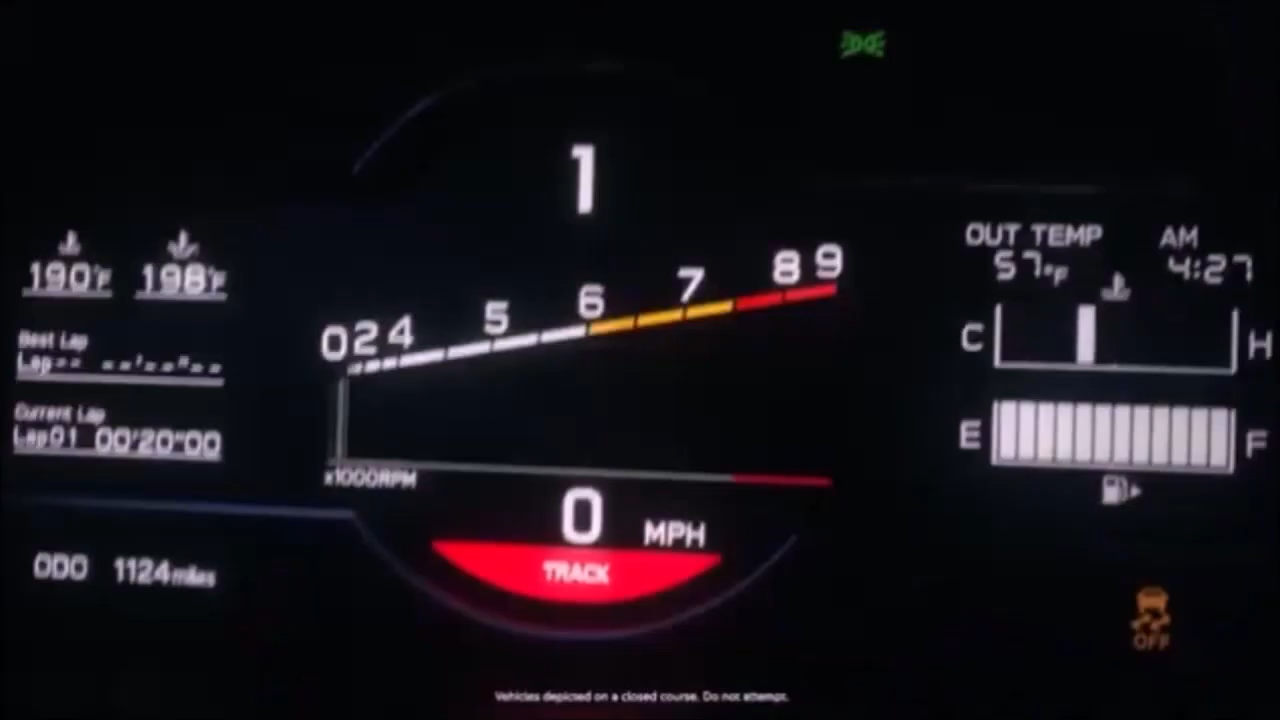 1
190°F 198°F
Best Lap
Lap-- --'--"--
Current Lap
Lap01 00'20"00
ODO 1124miles
0 2 4 5 6 7 8 9
x1000RPM
0 MPH
TRACK
OUT TEMP AM
57°F 4:27
C H
E F
OFF
Vehicles depicted on a closed course. Do not attempt.